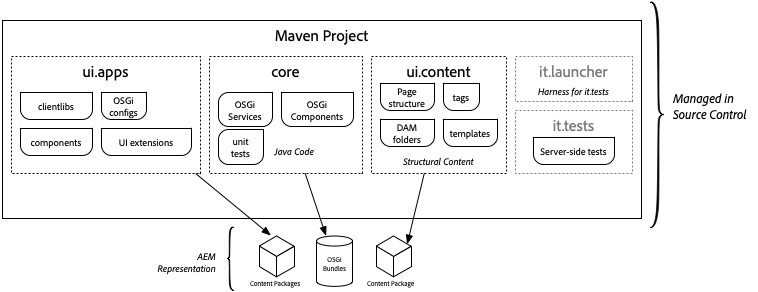 Maven Project
ui.apps
clientlibs
OSGi
configs
components
UI extensions
core
OSGi
Services
OSGi
Components
unit
tests
Java Code
ui.content
Page
structure
tags
DAM
folders
templates
Structural Content
it.launcher
Harness for it.tests
it.tests
Server-side tests
Managed in
Source Control
AEM
Representation
Content Packages
OSGi
Bundles
Content Package